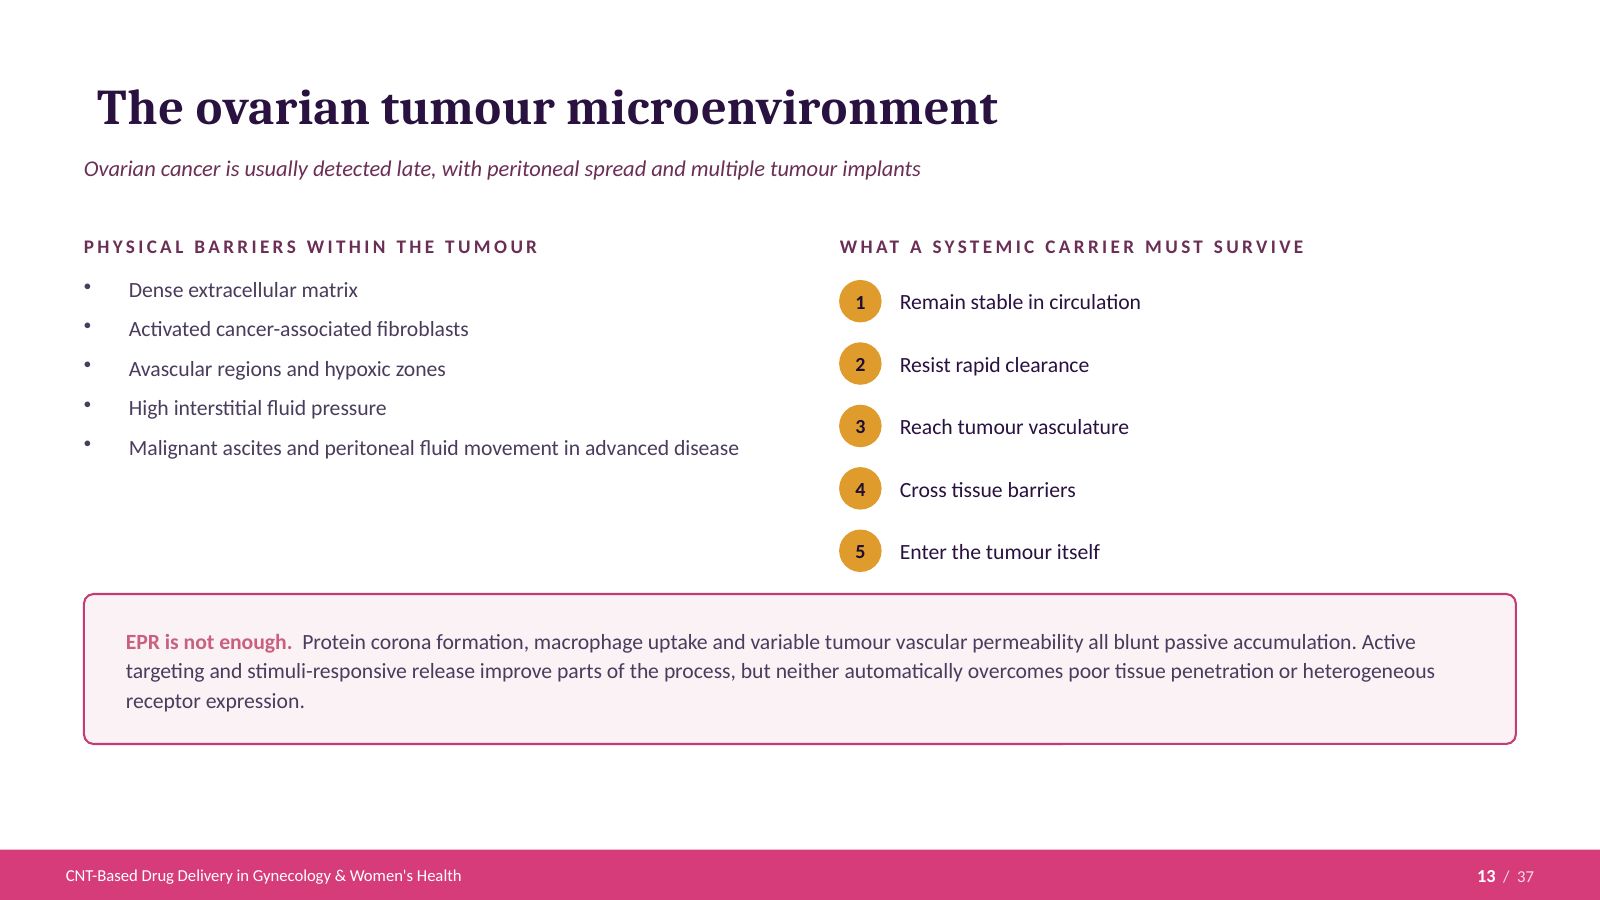 The ovarian tumour microenvironment
Ovarian cancer is usually detected late, with peritoneal spread and multiple tumour implants
PHYSICAL BARRIERS WITHIN THE TUMOUR
• Dense extracellular matrix
• Activated cancer-associated fibroblasts
• Avascular regions and hypoxic zones
• High interstitial fluid pressure
• Malignant ascites and peritoneal fluid movement in advanced disease
WHAT A SYSTEMIC CARRIER MUST SURVIVE
1 Remain stable in circulation
2 Resist rapid clearance
3 Reach tumour vasculature
4 Cross tissue barriers
5 Enter the tumour itself
EPR is not enough. Protein corona formation, macrophage uptake and variable tumour vascular permeability all blunt passive accumulation. Active
targeting and stimuli-responsive release improve parts of the process, but neither automatically overcomes poor tissue penetration or heterogeneous
receptor expression.
CNT-Based Drug Delivery in Gynecology & Women's Health
13 / 37